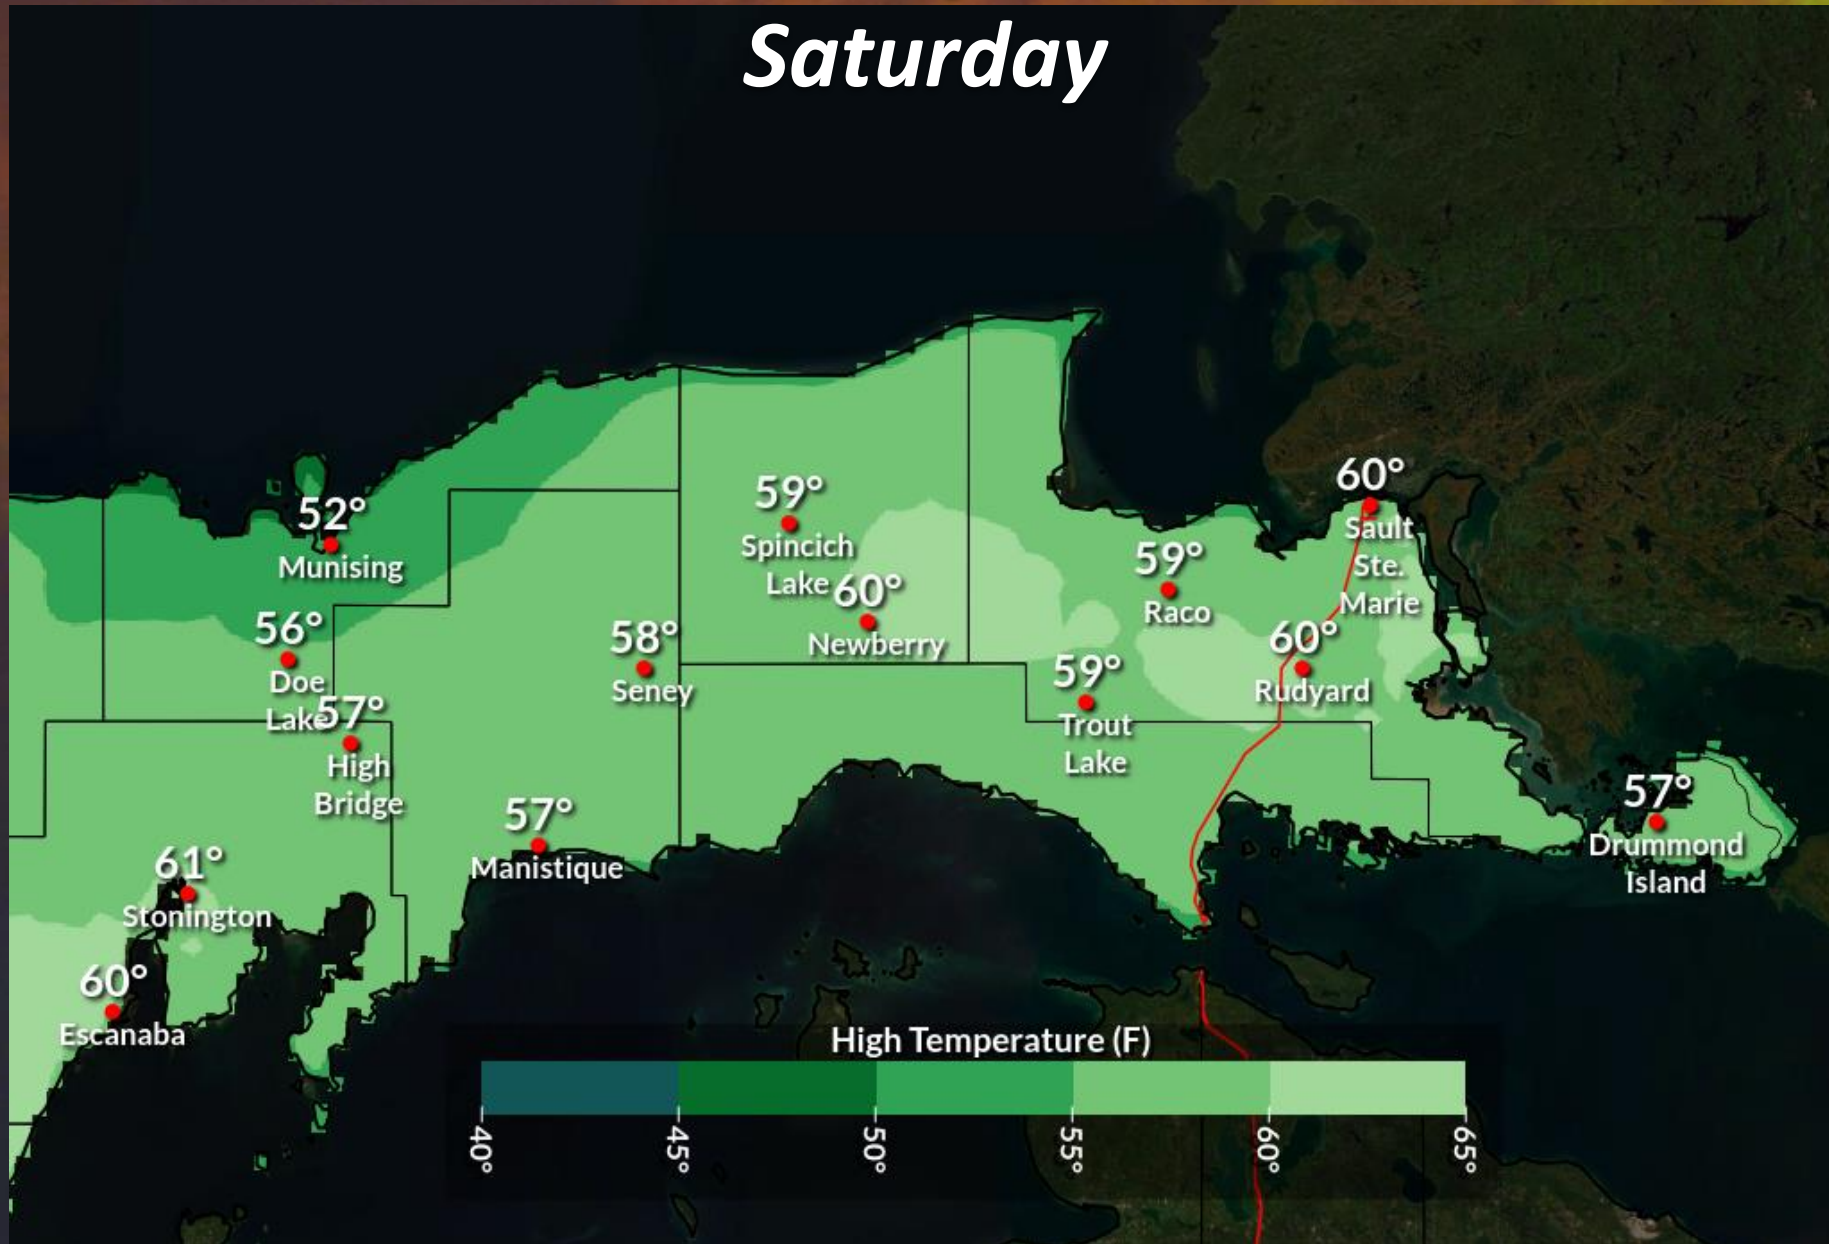 Saturday
60°
Sault
Ste.
Marie
59°
Spincich
Lake
52°
Munising
59°
Raco
60°
Newberry
56°
Doe
Lake
58°
Seney
60°
Rudyard
59°
Trout
Lake
57°
High
Bridge
57°
Drummond
Island
57°
Manistique
61°
Stonington
60°
Escanaba
High Temperature (F)
40°
45°
50°
55°
60°
65°